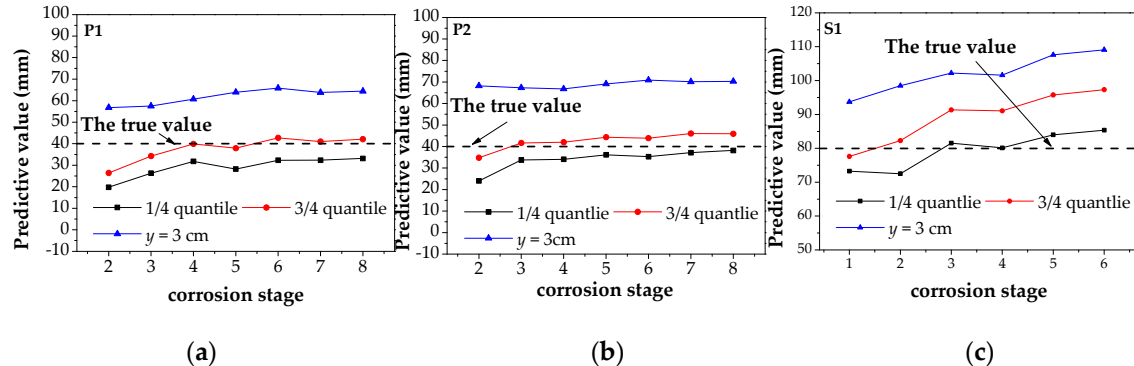 P1
Predictive value (mm)
100
90
80
70
60
50
40
30
20
10
0
-10
The true value
1/4 quantile
3/4 quantile
y = 3 cm
2 3 4 5 6 7 8
corrosion stage
(a)
P2
Predictive value (mm)
100
90
80
70
60
50
40
30
20
10
0
-10
The true value
1/4 quantlie
3/4 quantile
y = 3cm
2 3 4 5 6 7 8
corrosion stage
(b)
S1
Predictive value (mm)
120
110
100
90
80
70
60
50
The true value
1/4 quantlie
3/4 quantile
y = 3 cm
1 2 3 4 5 6
corrosion stage
(c)